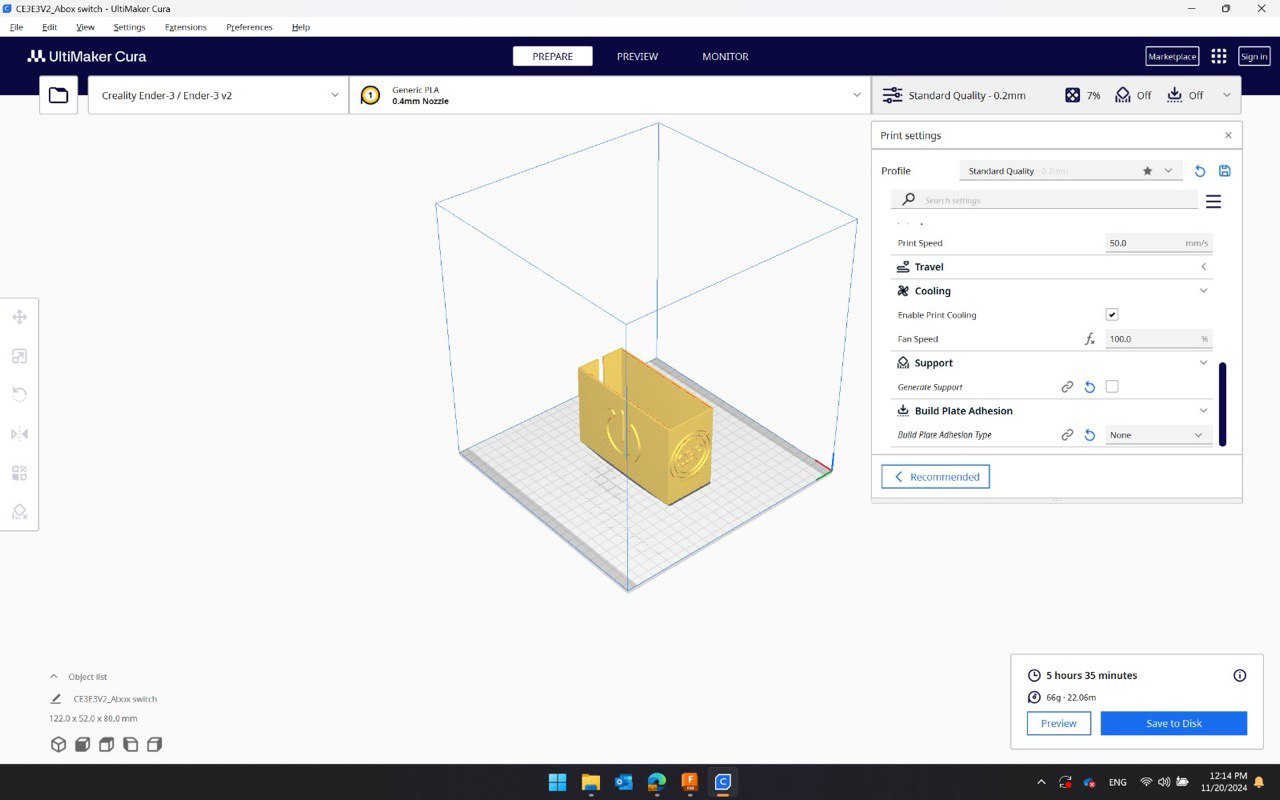 CE3E3V2_Abox switch - UltiMaker Cura
File Edit View Settings Extensions Preferences Help
UltiMaker Cura
PREPARE PREVIEW MONITOR
Marketplace
Sign in
Creality Ender-3 / Ender-3 v2
1
Generic PLA
0.4mm Nozzle
Standard Quality - 0.2mm
7%
Off
Off
Print settings
Profile
Standard Quality - 0.2mm
Search settings
Print Speed
50.0 mm/s
Travel
Cooling
Enable Print Cooling
Fan Speed
100.0 %
Support
Generate Support
Build Plate Adhesion
Build Plate Adhesion Type
None
Recommended
Object list
CE3E3V2_Abox switch
122.0 x 52.0 x 80.0 mm
5 hours 35 minutes
66g · 22.06m
Preview
Save to Disk
ENG
12:14 PM
11/20/2024